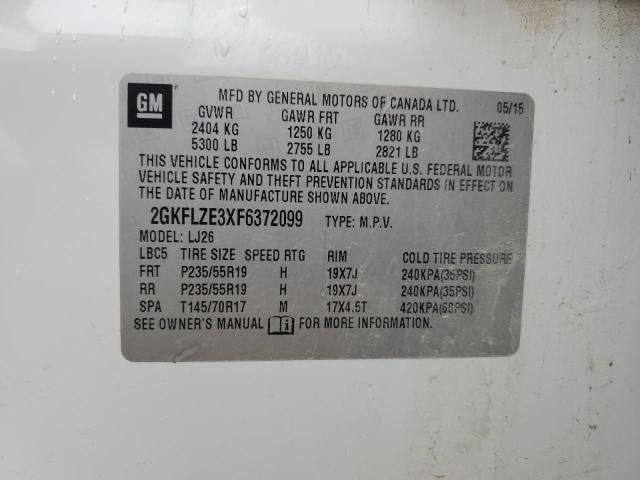 GM
MFD BY GENERAL MOTORS OF CANADA LTD. 05/15
GVWR GAWR FRT GAWR RR
2404 KG 1250 KG 1280 KG
5300 LB 2755 LB 2821 LB
THIS VEHICLE CONFORMS TO ALL APPLICABLE U.S. FEDERAL MOTOR
VEHICLE SAFETY AND THEFT PREVENTION STANDARDS IN EFFECT ON
THE DATE OF MANUFACTURE SHOWN ABOVE.
2GKFLZE3XF6372099 TYPE: M.P.V.
MODEL: LJ26
LBC5 TIRE SIZE SPEED RTG RIM COLD TIRE PRESSURE
FRT P235/55R19 H 19X7J 240KPA(35PSI)
RR P235/55R19 H 19X7J 240KPA(35PSI)
SPA T145/70R17 M 17X4.5T 420KPA(60PSI)
SEE OWNER'S MANUAL FOR MORE INFORMATION.